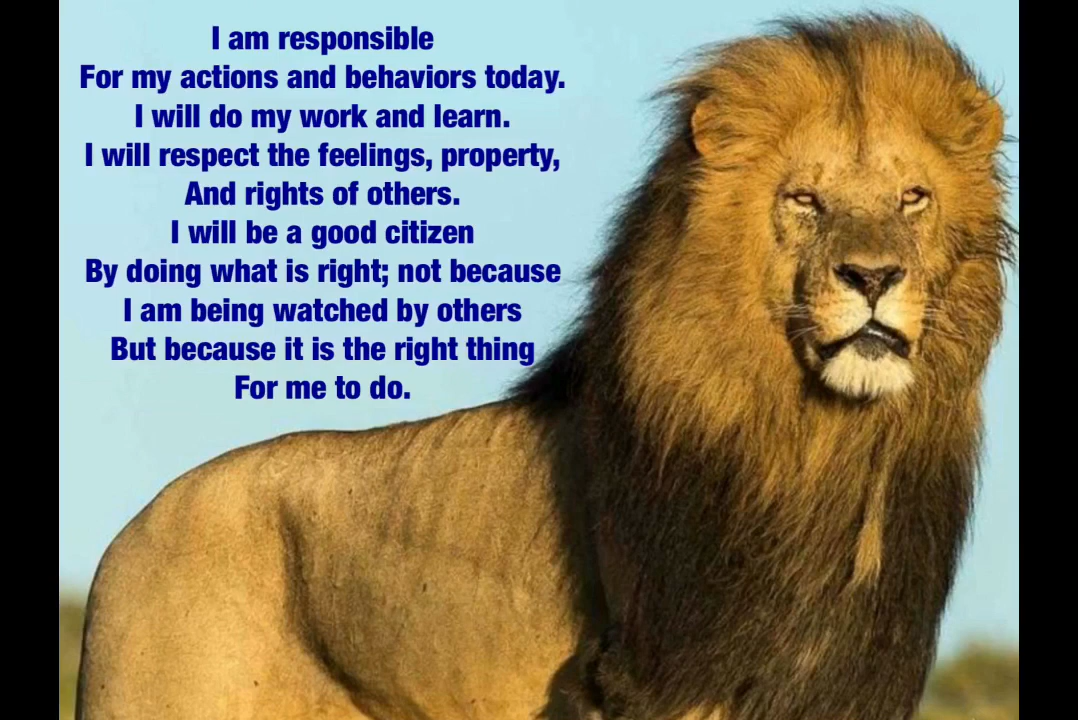 I am responsible
For my actions and behaviors today.
I will do my work and learn.
I will respect the feelings, property,
And rights of others.
I will be a good citizen
By doing what is right; not because
I am being watched by others
But because it is the right thing
For me to do.